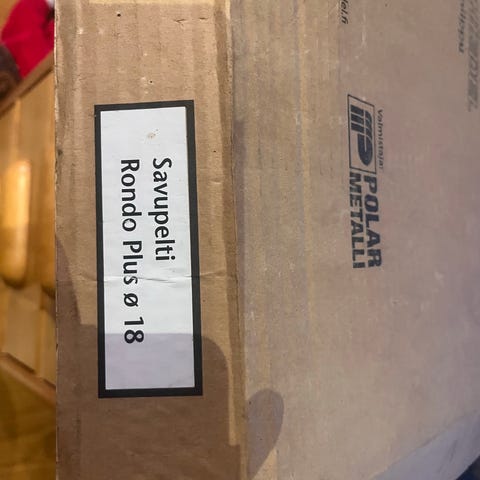 Savupelti
Rondo Plus ø 18
Valmistaja:
POLAR
METALLI